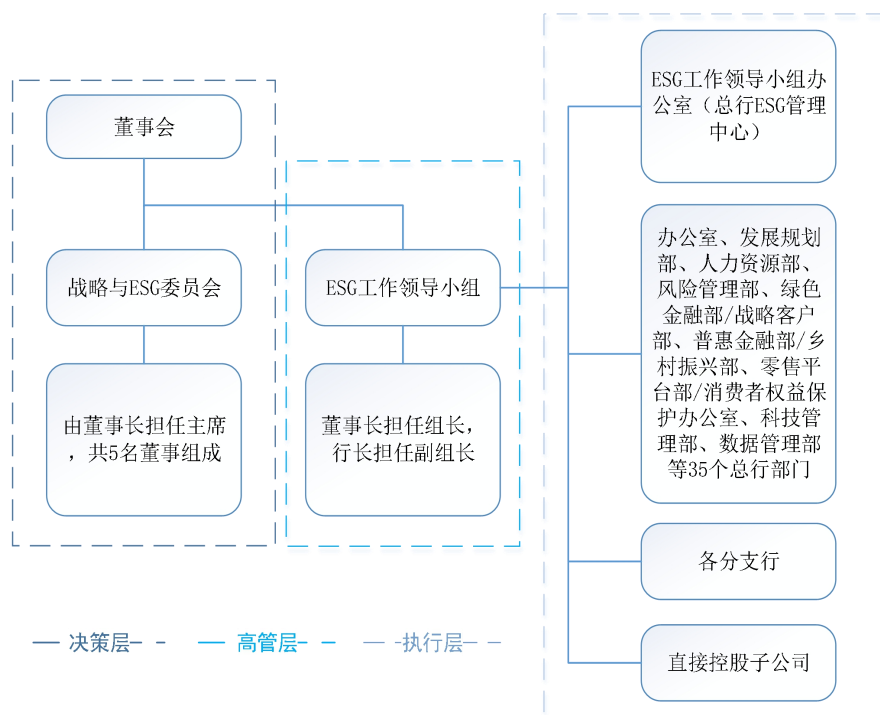 董事会
战略与ESG委员会
由董事长担任主席
，共5名董事组成
ESG工作领导小组
董事长担任组长，
行长担任副组长
ESG工作领导小组办
公室（总行ESG管理
中心）
办公室、发展规划
部、人力资源部、
风险管理部、绿色
金融部/战略客户
部、普惠金融部/乡
村振兴部、零售平
台部/消费者权益保
护办公室、科技管
理部、数据管理部
等35个总行部门
各分支行
直接控股子公司
决策层
高管层
执行层